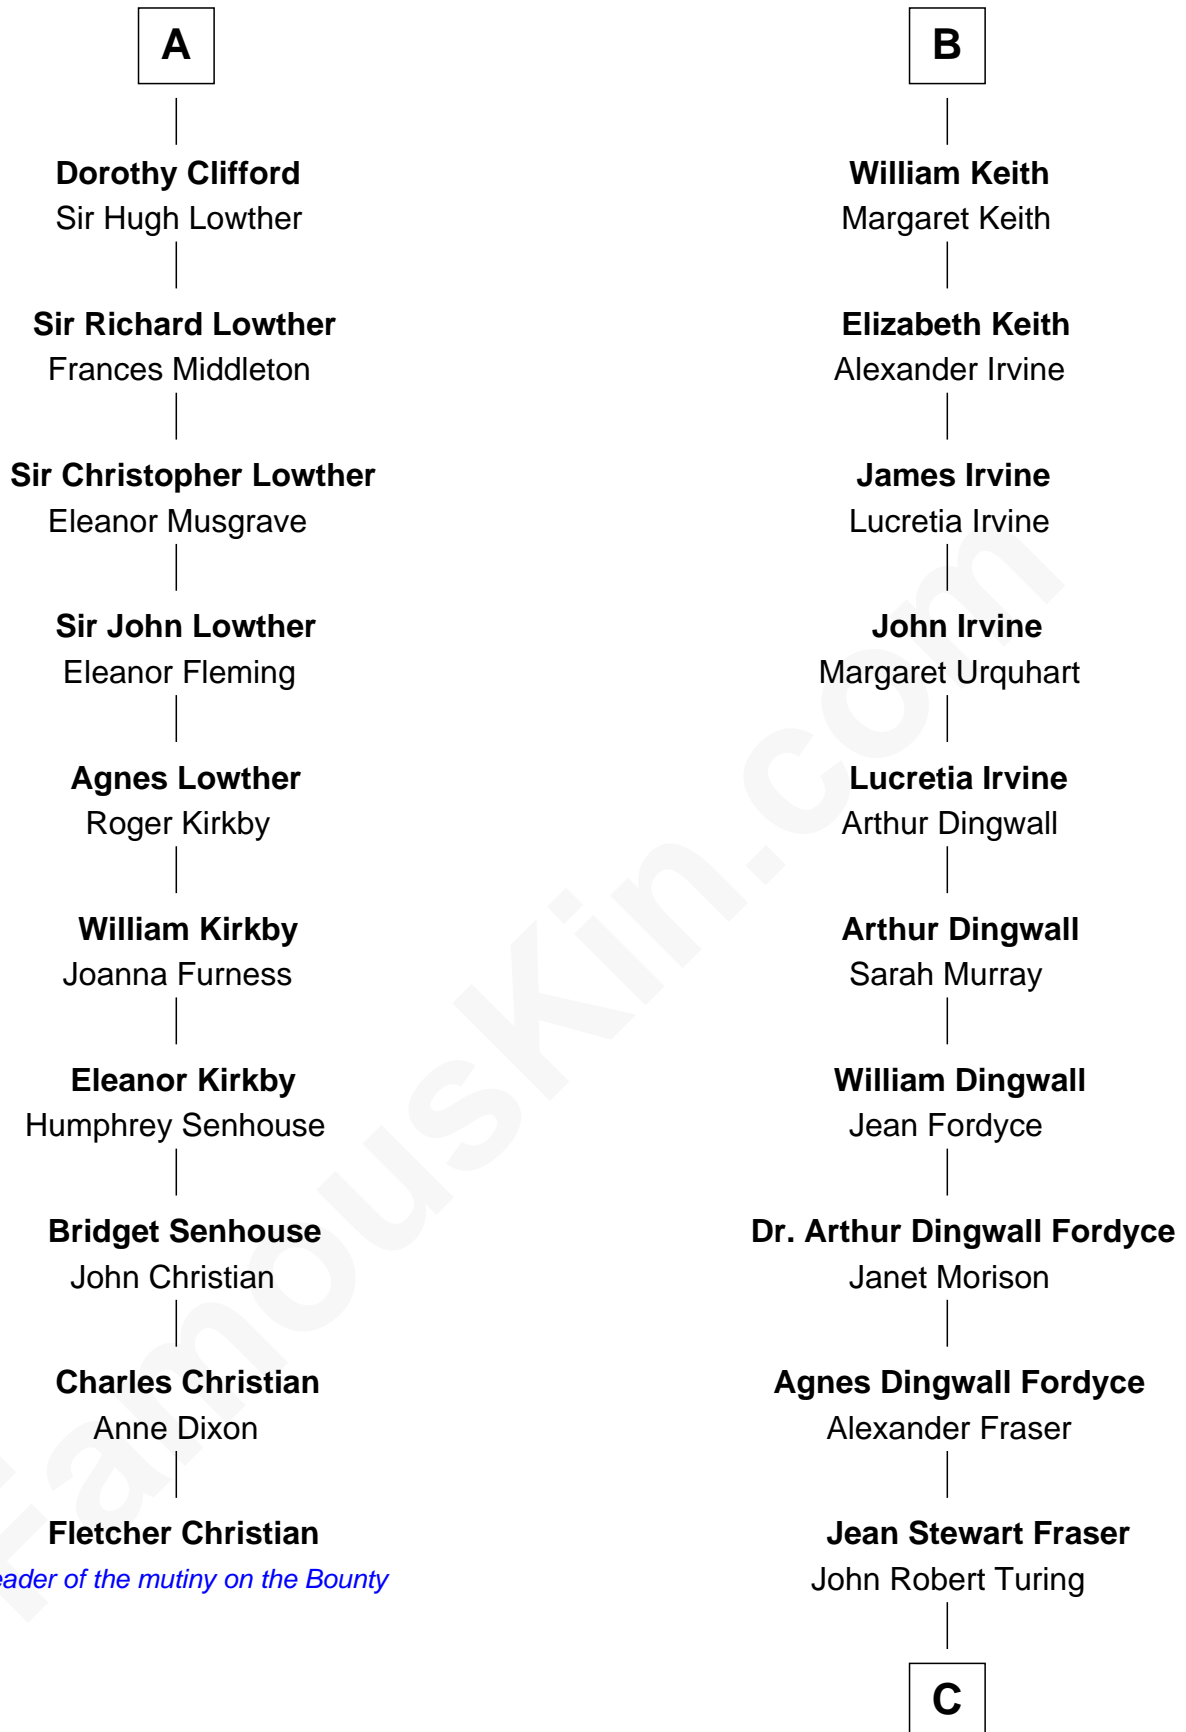 A
Dorothy Clifford
Sir Hugh Lowther
Sir Richard Lowther
Frances Middleton
Sir Christopher Lowther
Eleanor Musgrave
Sir John Lowther
Eleanor Fleming
Agnes Lowther
Roger Kirkby
William Kirkby
Joanna Furness
Eleanor Kirkby
Humphrey Senhouse
Bridget Senhouse
John Christian
Charles Christian
Anne Dixon
Fletcher Christian
eader of the mutiny on the Bounty
B
William Keith
Margaret Keith
Elizabeth Keith
Alexander Irvine
James Irvine
Lucretia Irvine
John Irvine
Margaret Urquhart
Lucretia Irvine
Arthur Dingwall
Arthur Dingwall
Sarah Murray
William Dingwall
Jean Fordyce
Dr. Arthur Dingwall Fordyce
Janet Morison
Agnes Dingwall Fordyce
Alexander Fraser
Jean Stewart Fraser
John Robert Turing
C
FamousKin.com